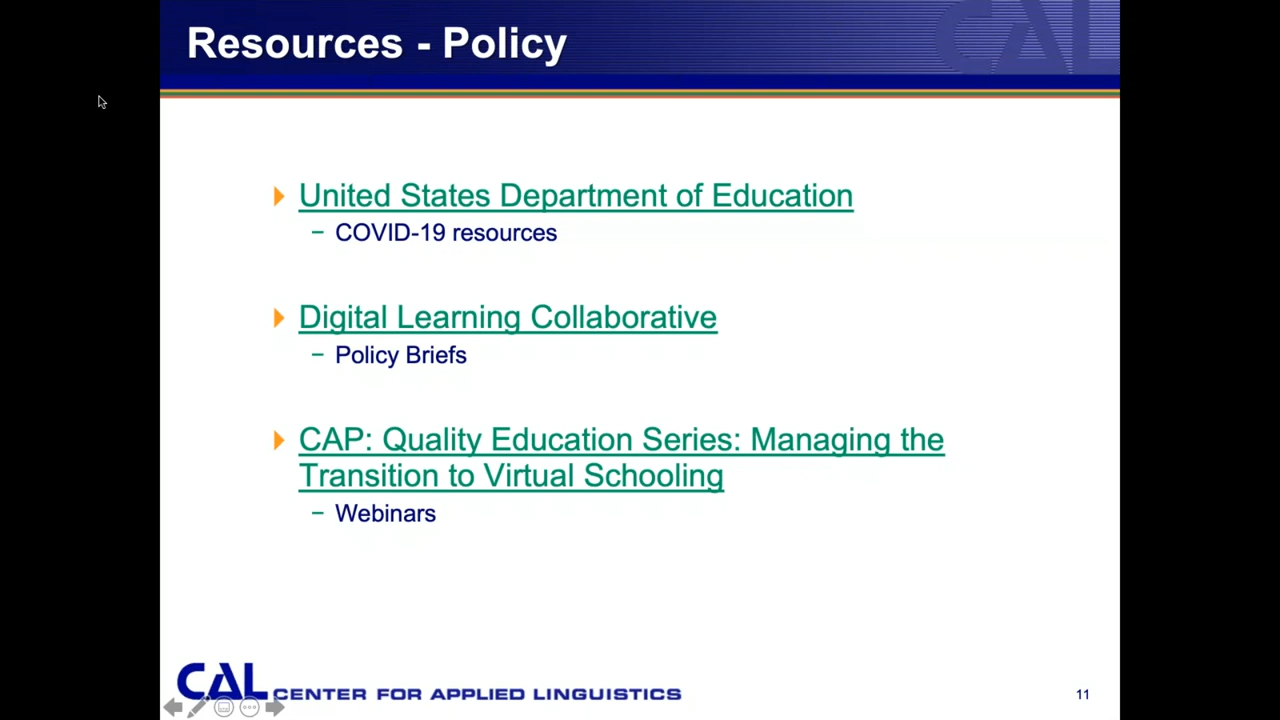 Resources - Policy
CAL
United States Department of Education
– COVID-19 resources
Digital Learning Collaborative
– Policy Briefs
CAP: Quality Education Series: Managing the
Transition to Virtual Schooling
– Webinars
CAL CENTER FOR APPLIED LINGUISTICS
11